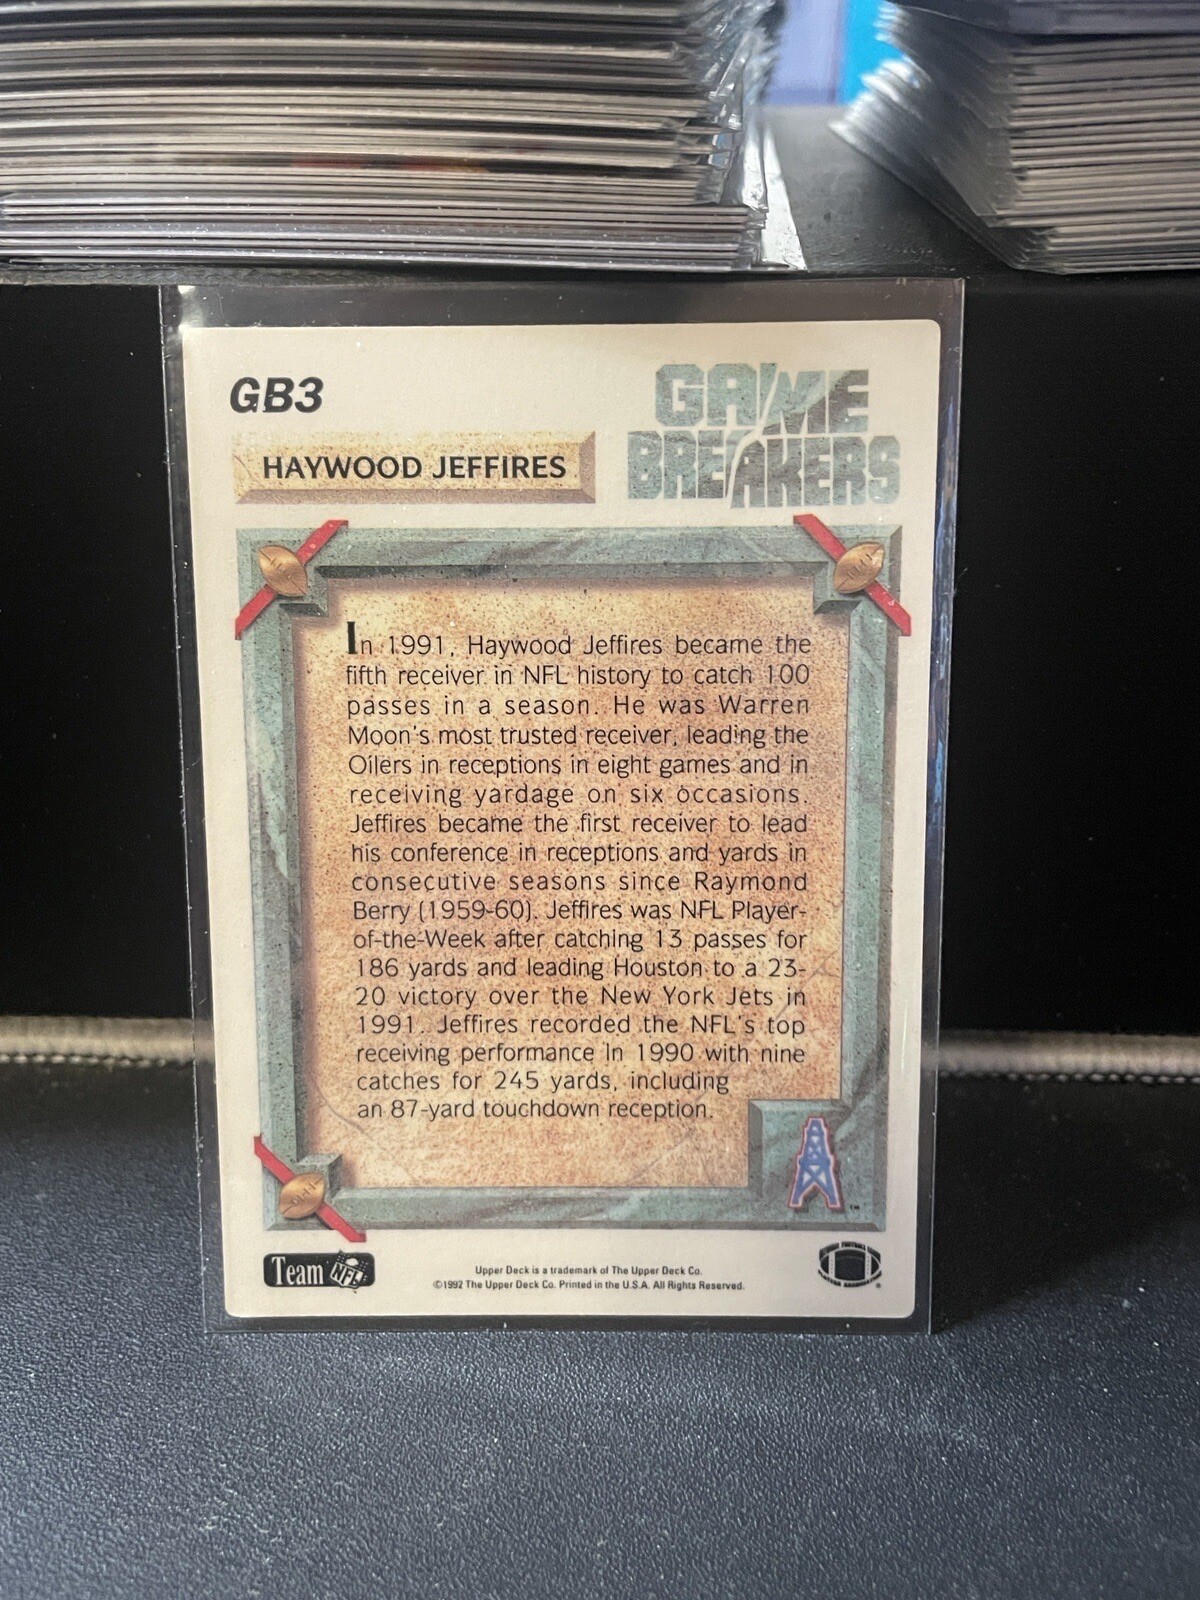 GB3
GAME
BREAKERS
HAYWOOD JEFFIRES
In 1991, Haywood Jeffires became the
fifth receiver in NFL history to catch 100
passes in a season. He was Warren
Moon's most trusted receiver, leading the
Oilers in receptions in eight games and in
receiving yardage on six occasions.
Jeffires became the first receiver to lead
his conference in receptions and yards in
consecutive seasons since Raymond
Berry (1959-60). Jeffires was NFL Player-
of-the-Week after catching 13 passes for
186 yards and leading Houston to a 23-
20 victory over the New York Jets in
1991. Jeffires recorded the NFL's top
receiving performance in 1990 with nine
catches for 245 yards, including
an 87-yard touchdown reception.
TM
Team NFL
Upper Deck is a trademark of The Upper Deck Co.
©1992 The Upper Deck Co. Printed in the U.S.A. All Rights Reserved.